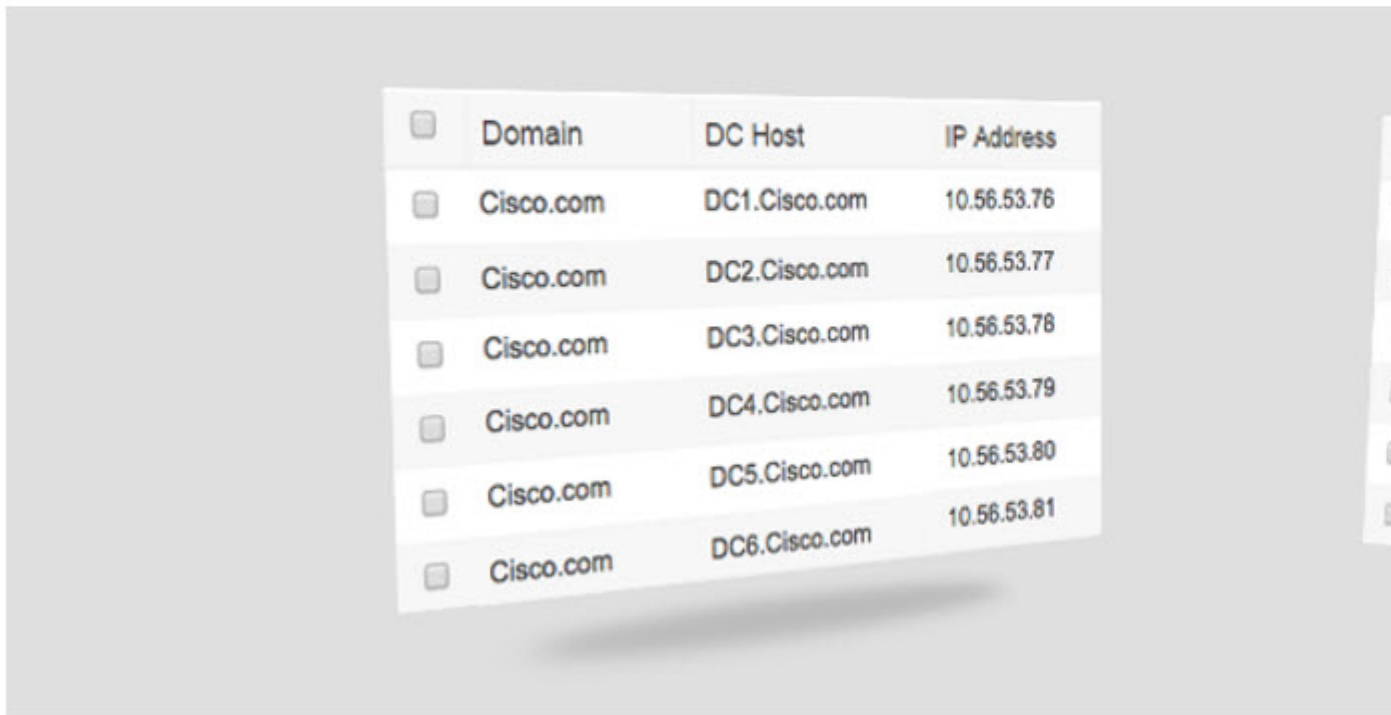 Domain DC Host IP Address
Cisco.com DC1.Cisco.com 10.56.53.76
Cisco.com DC2.Cisco.com 10.56.53.77
Cisco.com DC3.Cisco.com 10.56.53.78
Cisco.com DC4.Cisco.com 10.56.53.79
Cisco.com DC5.Cisco.com 10.56.53.80
Cisco.com DC6.Cisco.com 10.56.53.81